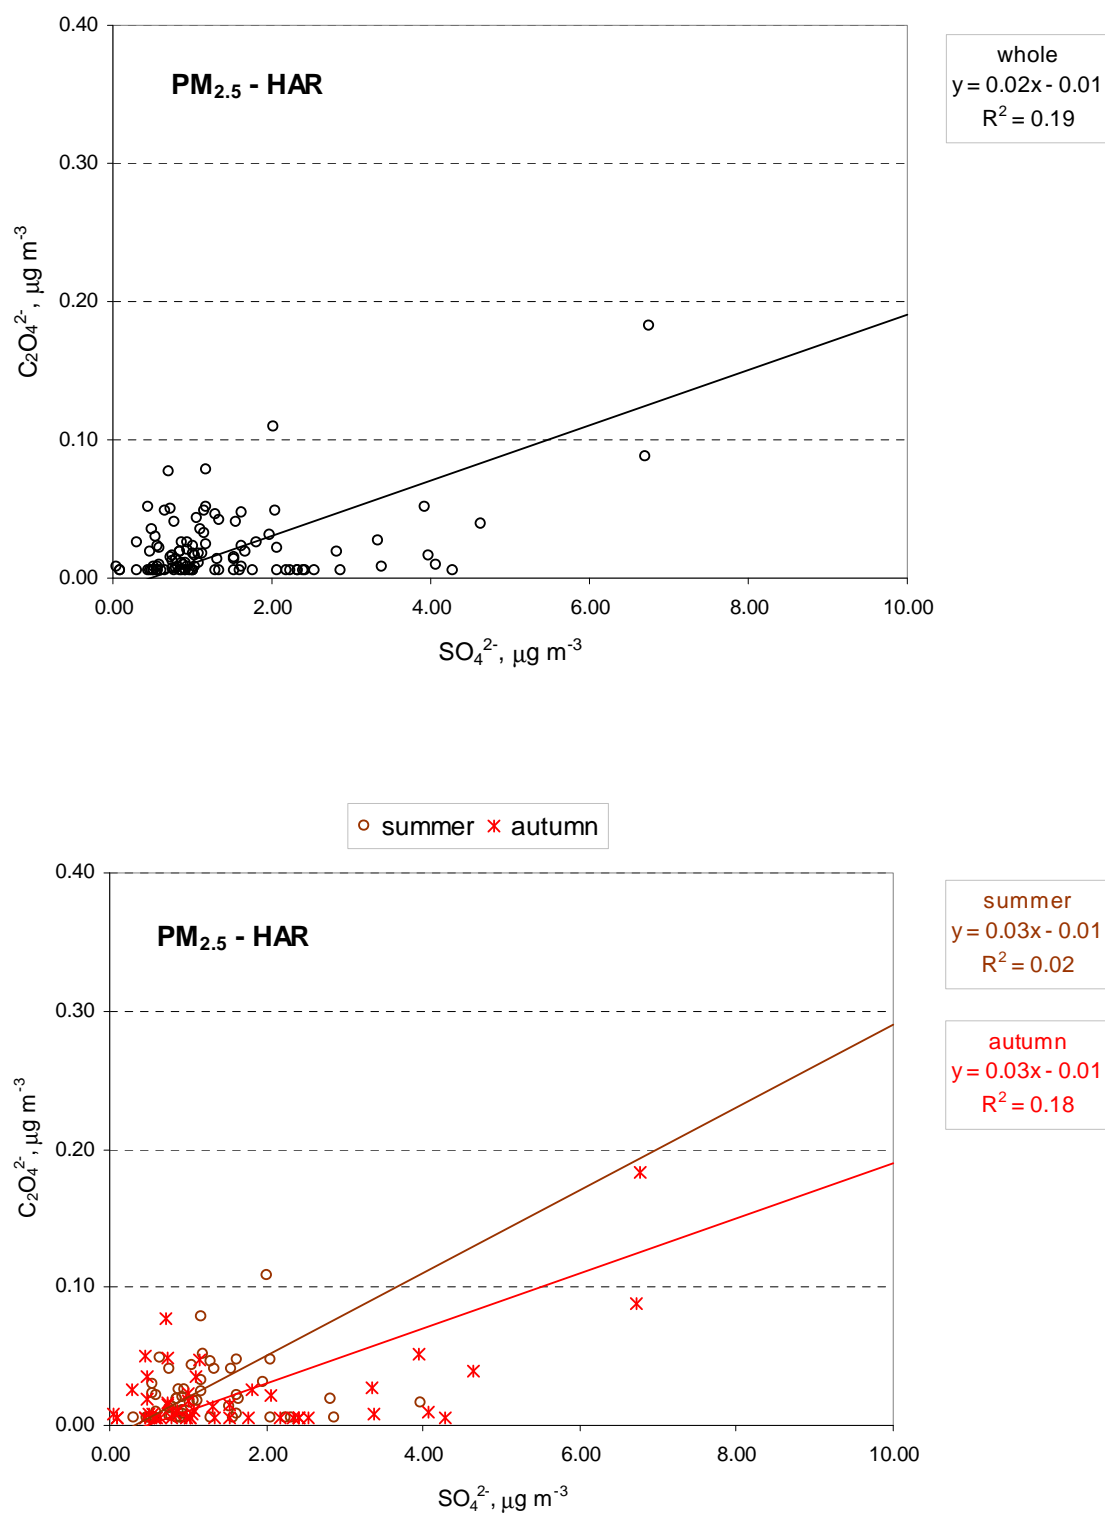 0.40
whole
y = 0.02x - 0.01
R² = 0.19
PM₂.₅ - HAR
0.30
0.20
0.10
0.00
C₂O₄²⁻, µg m⁻³
0.00 2.00 4.00 6.00 8.00 10.00
SO₄²⁻, µg m⁻³
summer autumn
0.40
summer
y = 0.03x - 0.01
R² = 0.02
PM₂.₅ - HAR
0.30
autumn
y = 0.03x - 0.01
R² = 0.18
0.20
0.10
0.00
C₂O₄²⁻, µg m⁻³
0.00 2.00 4.00 6.00 8.00 10.00
SO₄²⁻, µg m⁻³